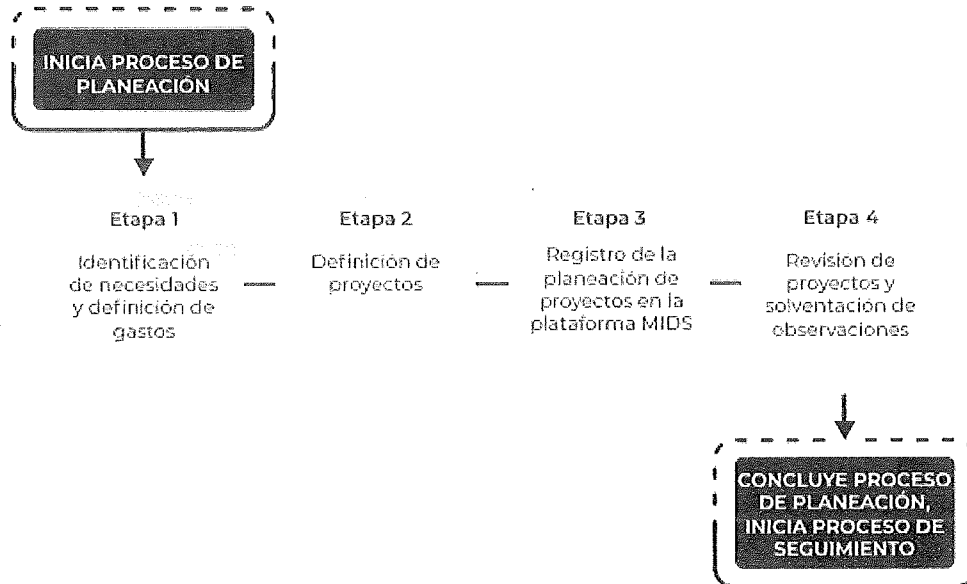 INICIA PROCESO DE
PLANEACIÓN
Etapa 1
Identificación
de necesidades
y definición de
gastos
Etapa 2
Definición de
proyectos
Etapa 3
Registro de la
planeación de
proyectos en la
plataforma MIDS
Etapa 4
Revisión de
proyectos y
solventación de
observaciones
CONCLUYE PROCESO
DE PLANEACIÓN,
INICIA PROCESO DE
SEGUIMIENTO